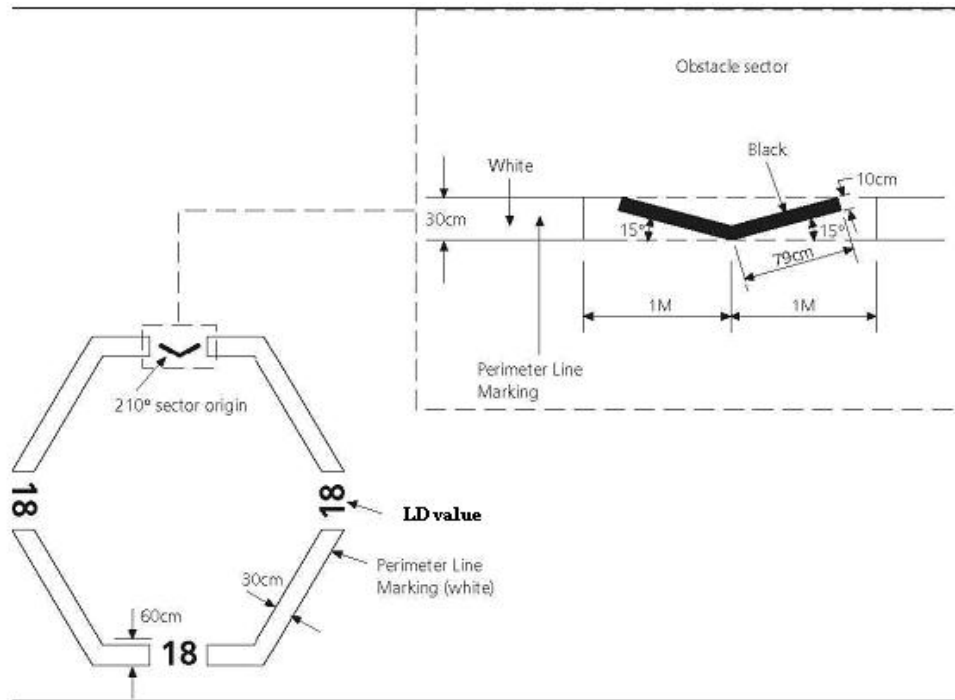 Obstacle sector
White
Black
10cm
30cm
15°
15°
79cm
1M
1M
Perimeter Line
Marking
210° sector origin
18
18
LD value
Perimeter Line
Marking (white)
30cm
60cm
18